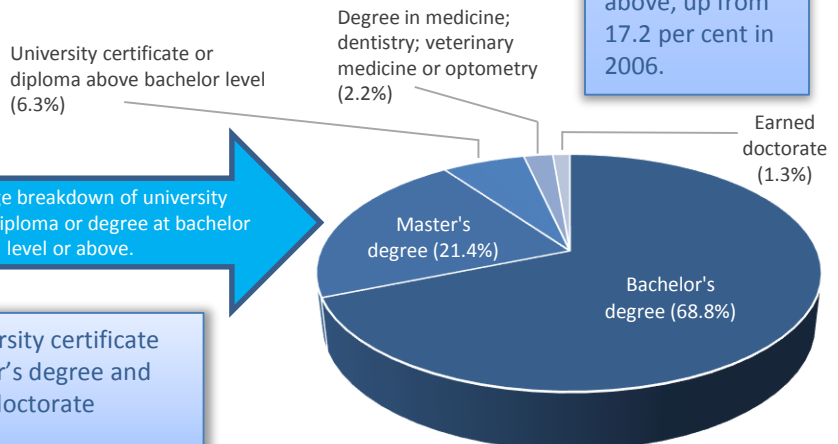 above, up from
17.2 per cent in
2006.
Degree in medicine;
dentistry; veterinary
medicine or optometry
(2.2%)
University certificate or
diploma above bachelor level
(6.3%)
Earned
doctorate
(1.3%)
breakdown of university
diploma or degree at bachelor
level or above.
Master's
degree (21.4%)
Bachelor's
degree (68.8%)
certificate
degree and
doctorate